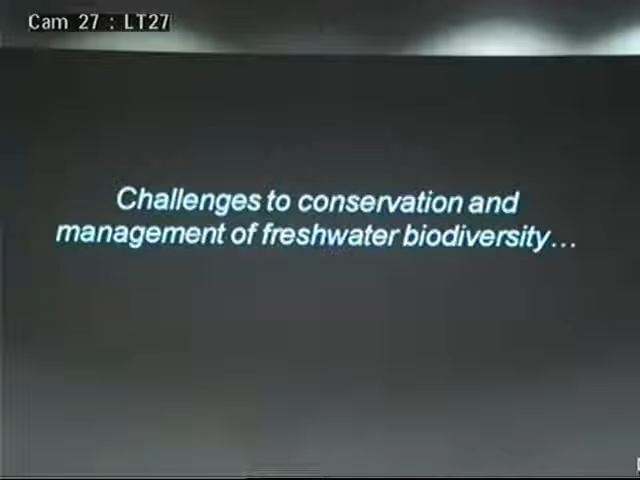 Cam 27 : LT27
Challenges to conservation and
management of freshwater biodiversity...